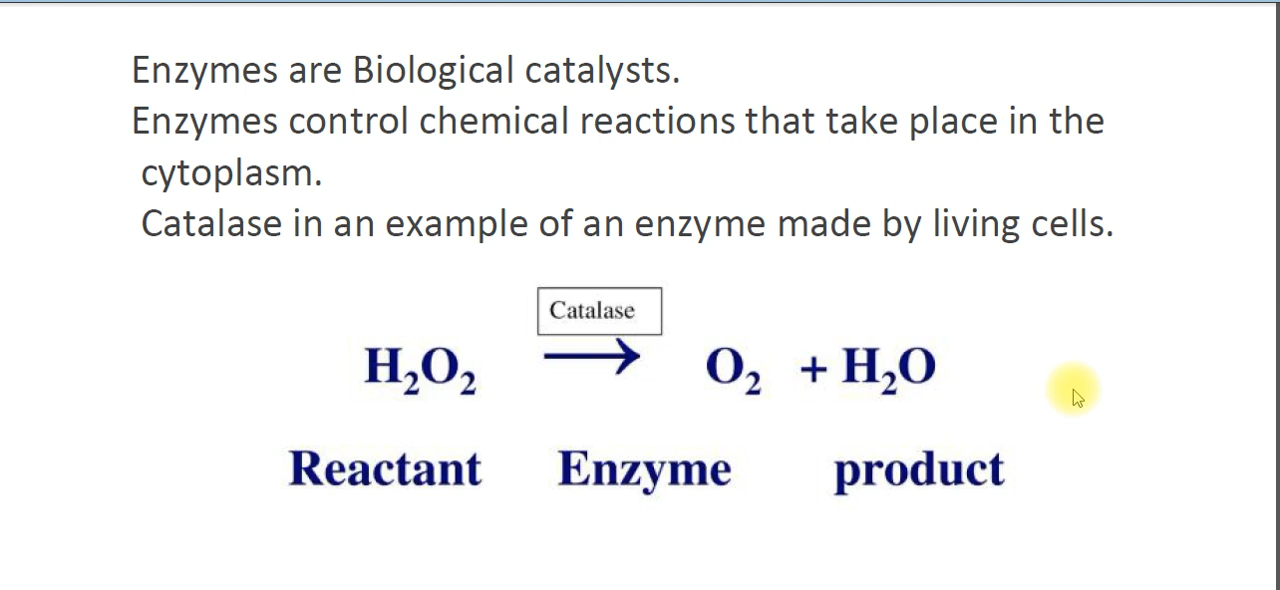 Enzymes are Biological catalysts.
Enzymes control chemical reactions that take place in the
cytoplasm.
Catalase in an example of an enzyme made by living cells.
Catalase
H₂O₂ → O₂ + H₂O
Reactant Enzyme product